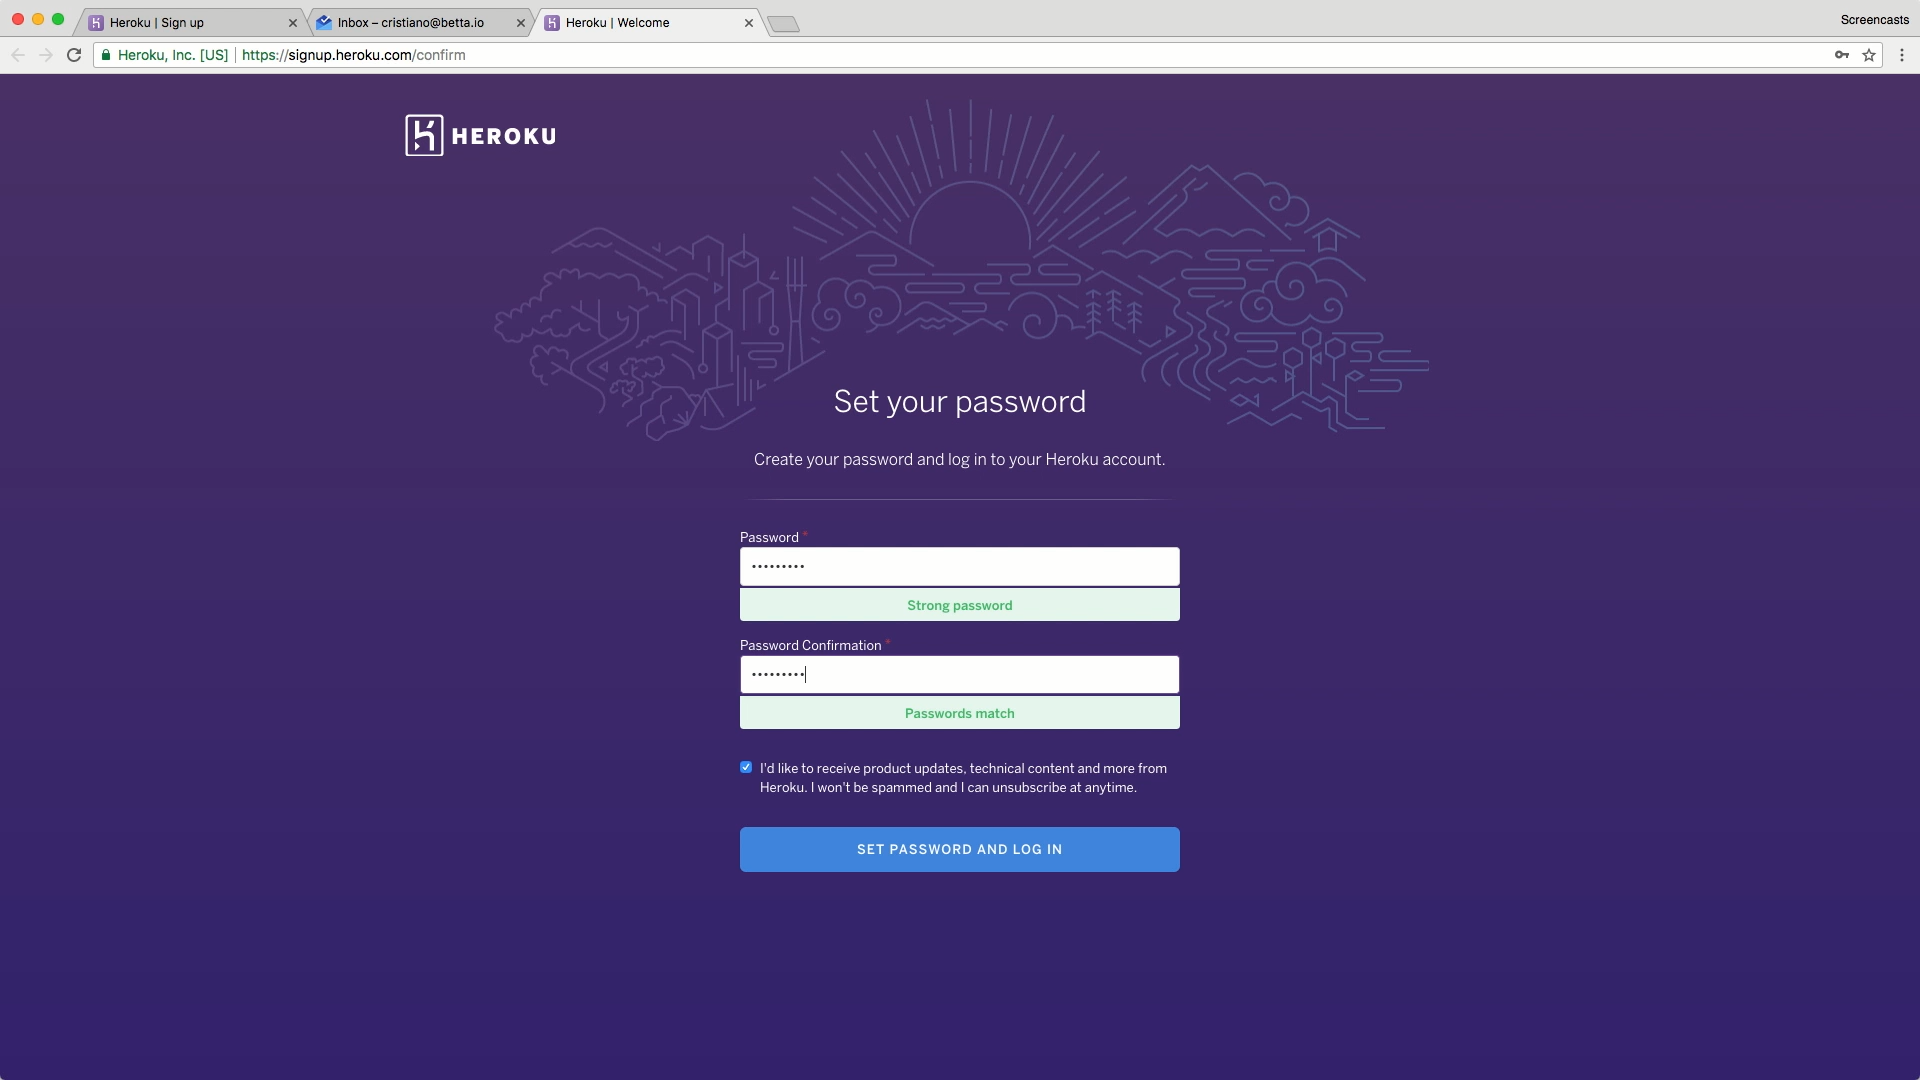 Heroku | Sign up
Inbox – cristiano@betta.io
Heroku | Welcome
Screencasts
Heroku, Inc. [US]
https://signup.heroku.com/confirm
HEROKU
Set your password
Create your password and log in to your Heroku account.
Password *
•••••••••
Strong password
Password Confirmation *
•••••••••
Passwords match
I'd like to receive product updates, technical content and more from
Heroku. I won't be spammed and I can unsubscribe at anytime.
SET PASSWORD AND LOG IN